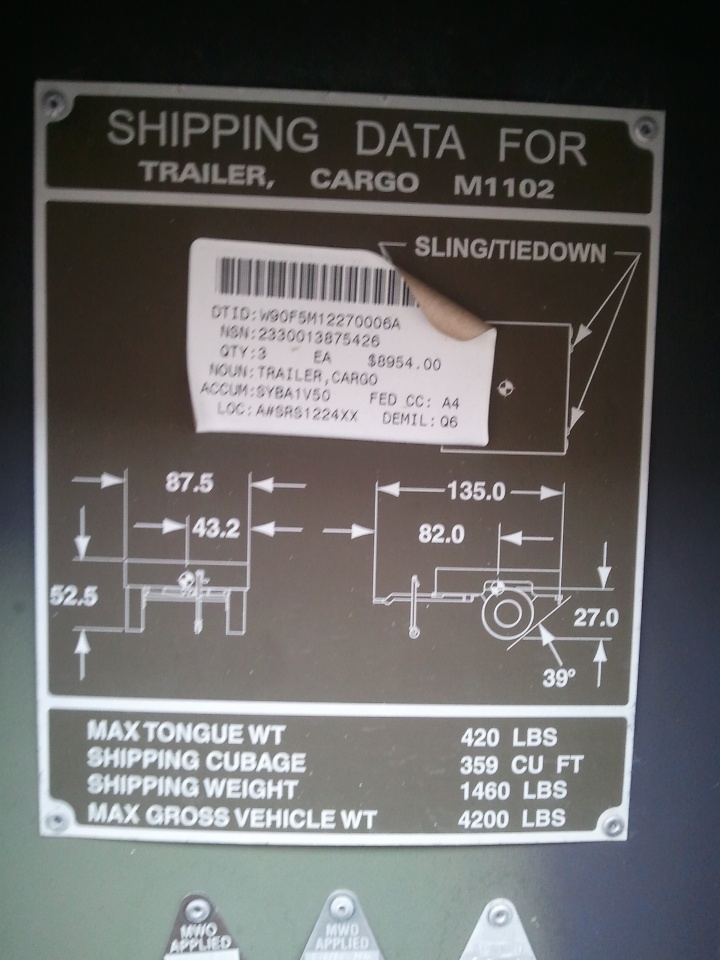 SHIPPING DATA FOR
TRAILER, CARGO M1102
SLING/TIEDOWN
DTID:W90F5M12270006A
NSN:2330013875426
QTY:3 EA $8954.00
NOUN:TRAILER,CARGO
ACCUM:SYBA1V50 FED CC: A4
LOC:A#SRS1224XX DEMIL:Q6
87.5
135.0
43.2
82.0
52.5
27.0
39°
MAX TONGUE WT 420 LBS
SHIPPING CUBAGE 359 CU FT
SHIPPING WEIGHT 1460 LBS
MAX GROSS VEHICLE WT 4200 LBS
MWO MWO
APPLIED APPLIED